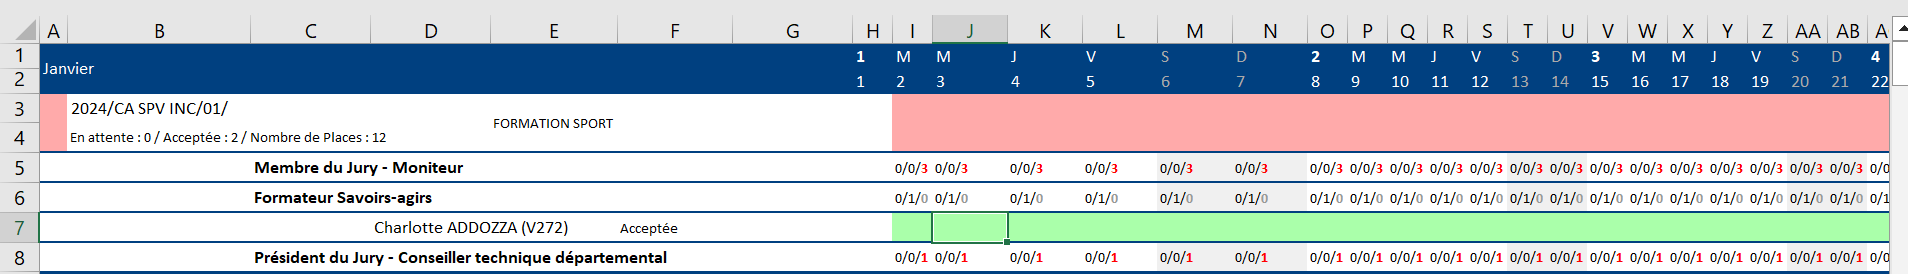 A B C D E F G H I J K L M N O P Q R S T U V W X Y Z AA AB A
1 Janvier 1 M M J V S D 2 M M J V S D 3 M M J V S D 4
2 1 2 3 4 5 6 7 8 9 10 11 12 13 14 15 16 17 18 19 20 21 22
3 2024/CA SPV INC/01/
FORMATION SPORT
4 En attente : 0 / Acceptée : 2 / Nombre de Places : 12
5 Membre du Jury - Moniteur 0/0/3 0/0/3 0/0/3 0/0/3 0/0/3 0/0/3 0/0/3 0/0/3 0/0/3 0/0/3 0/0/3 0/0/3 0/0/3 0/0/3 0/0/3 0/0/3 0/0/3 0/0/3 0/0/3 0/0/3 0/0
6 Formateur Savoirs-agirs 0/1/0 0/1/0 0/1/0 0/1/0 0/1/0 0/1/0 0/1/0 0/1/0 0/1/0 0/1/0 0/1/0 0/1/0 0/1/0 0/1/0 0/1/0 0/1/0 0/1/0 0/1/0 0/1/0 0/1/0 0/1
7 Charlotte ADDOZZA (V272) Acceptée
8 Président du Jury - Conseiller technique départemental 0/0/1 0/0/1 0/0/1 0/0/1 0/0/1 0/0/1 0/0/1 0/0/1 0/0/1 0/0/1 0/0/1 0/0/1 0/0/1 0/0/1 0/0/1 0/0/1 0/0/1 0/0/1 0/0/1 0/0/1 0/0